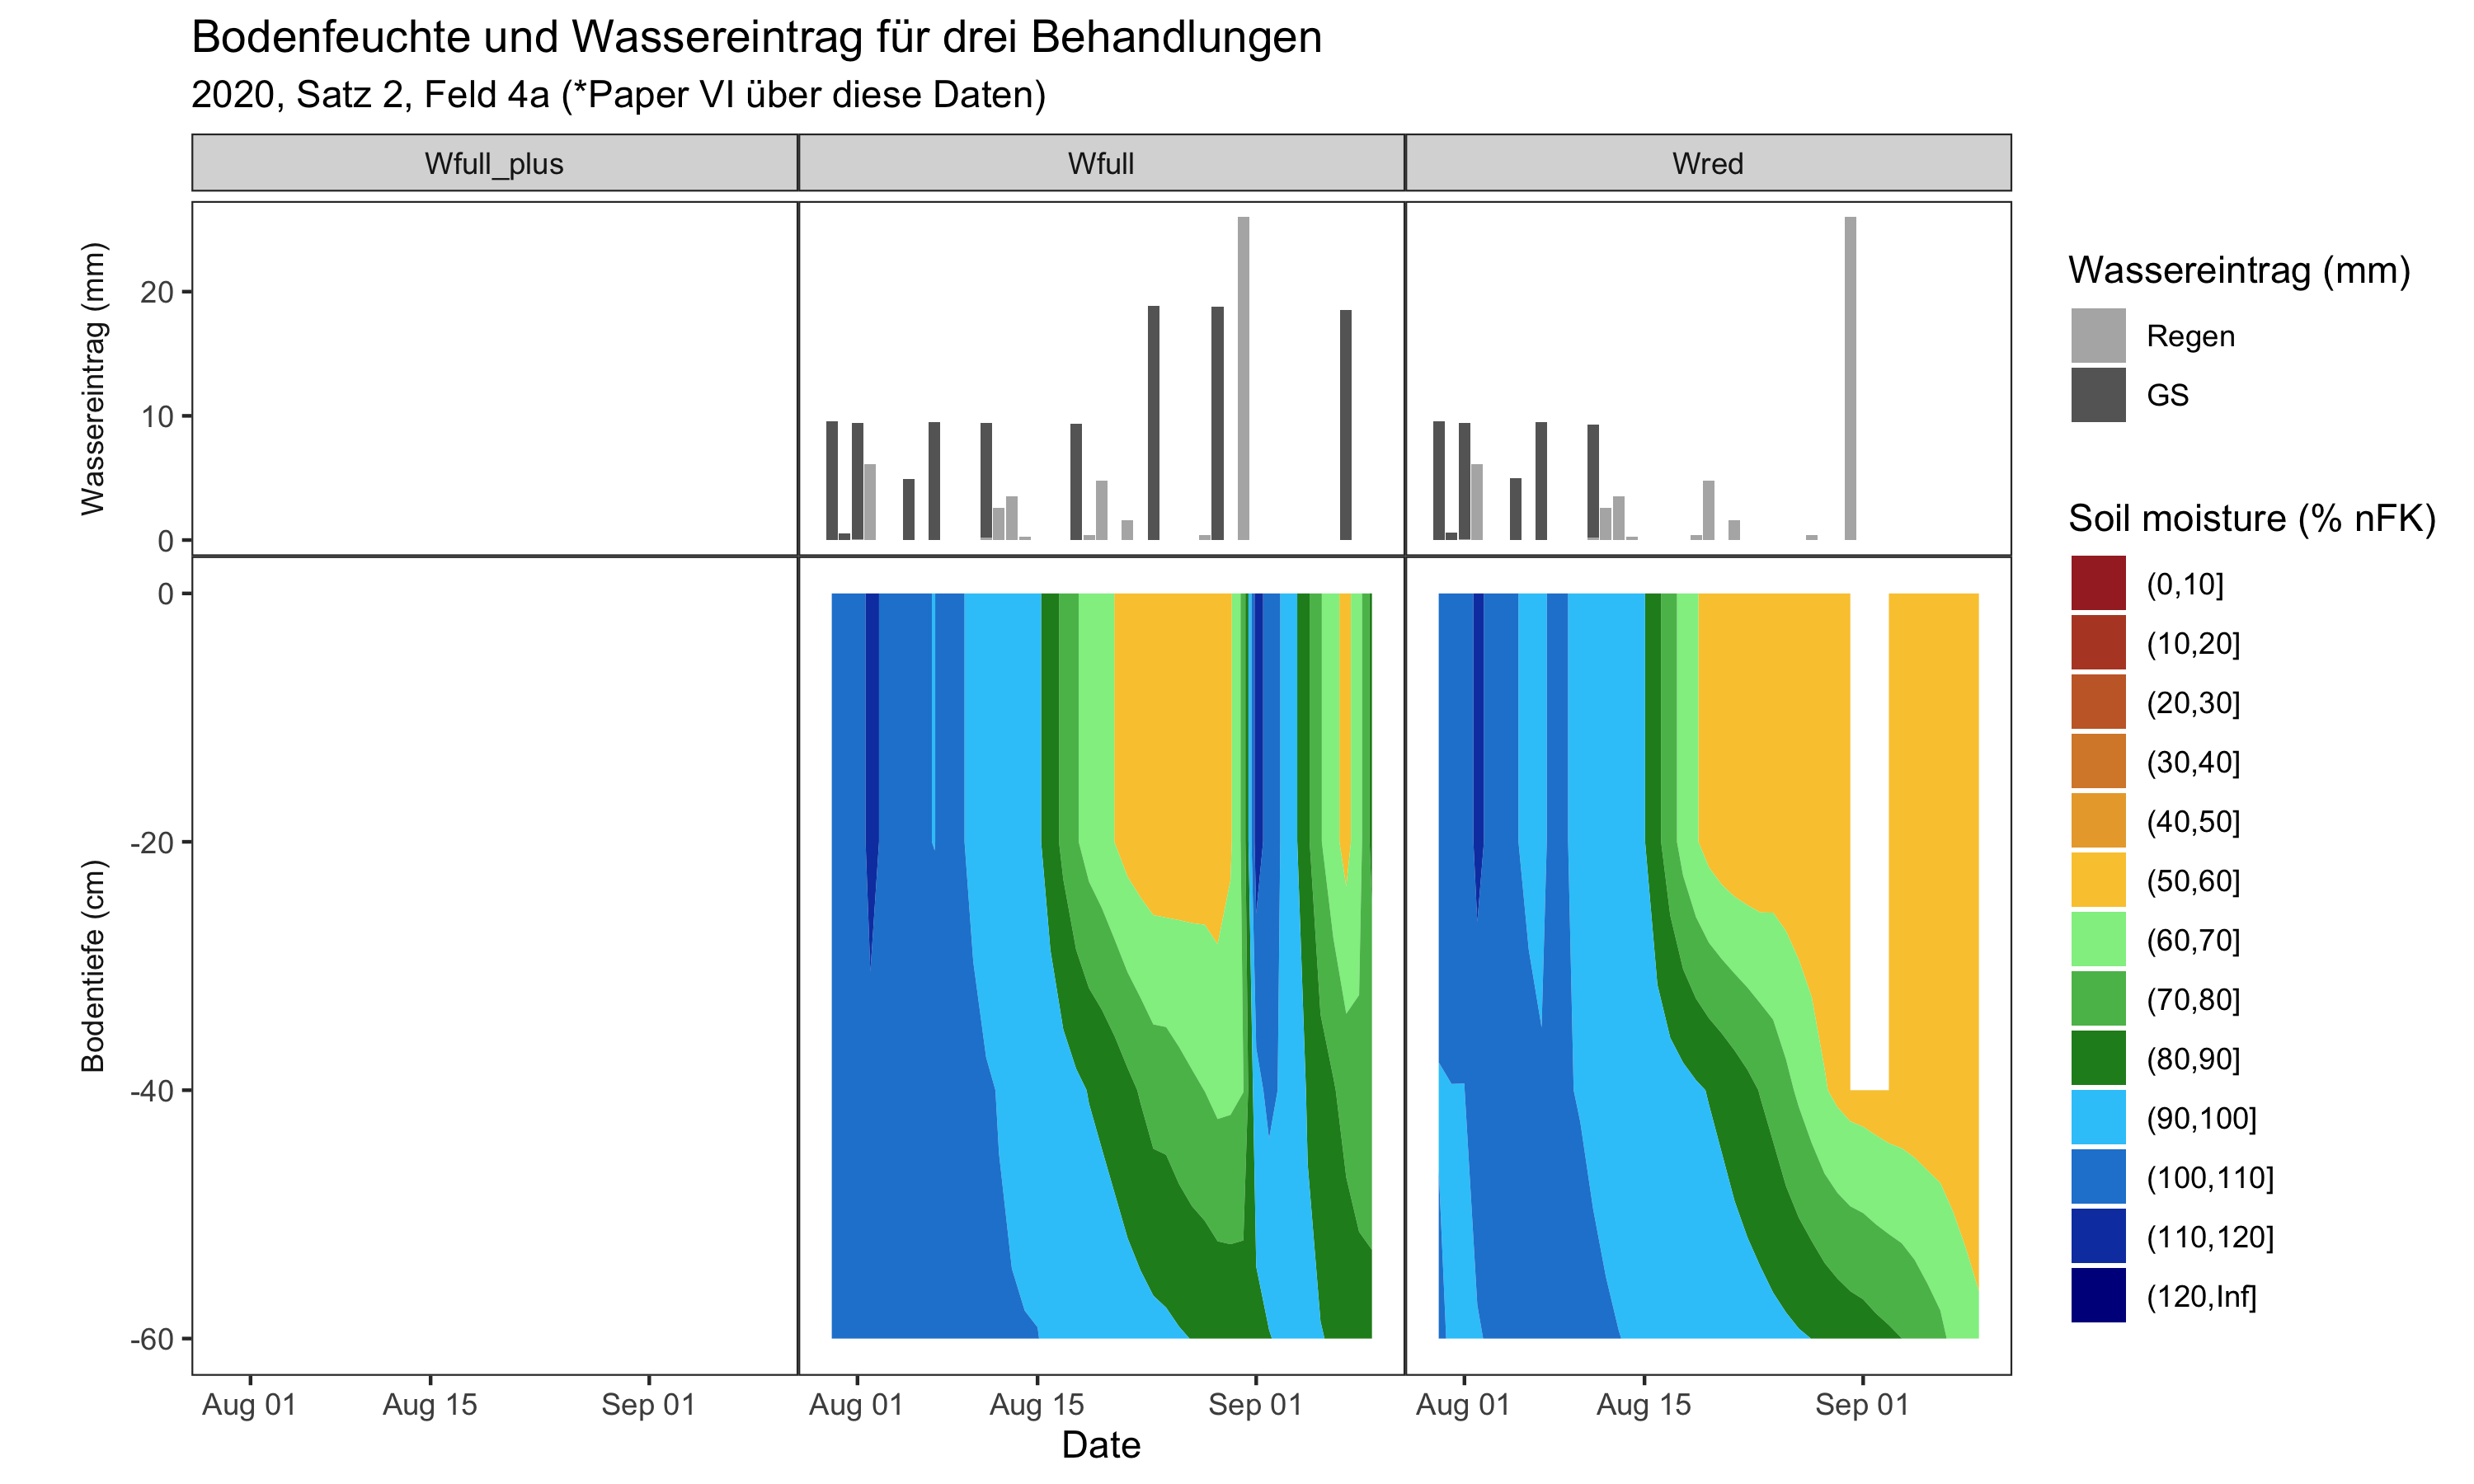 Bodenfeuchte und Wassereintrag für drei Behandlungen
2020, Satz 2, Feld 4a (*Paper VI über diese Daten)
Wfull_plus
Wfull
Wred
Wassereintrag (mm)
20
10
0
Bodentiefe (cm)
0
-20
-40
-60
Aug 01
Aug 15
Sep 01
Aug 01
Aug 15
Sep 01
Aug 01
Aug 15
Sep 01
Date
Wassereintrag (mm)
Regen
GS
Soil moisture (% nFK)
(0,10]
(10,20]
(20,30]
(30,40]
(40,50]
(50,60]
(60,70]
(70,80]
(80,90]
(90,100]
(100,110]
(110,120]
(120,Inf]